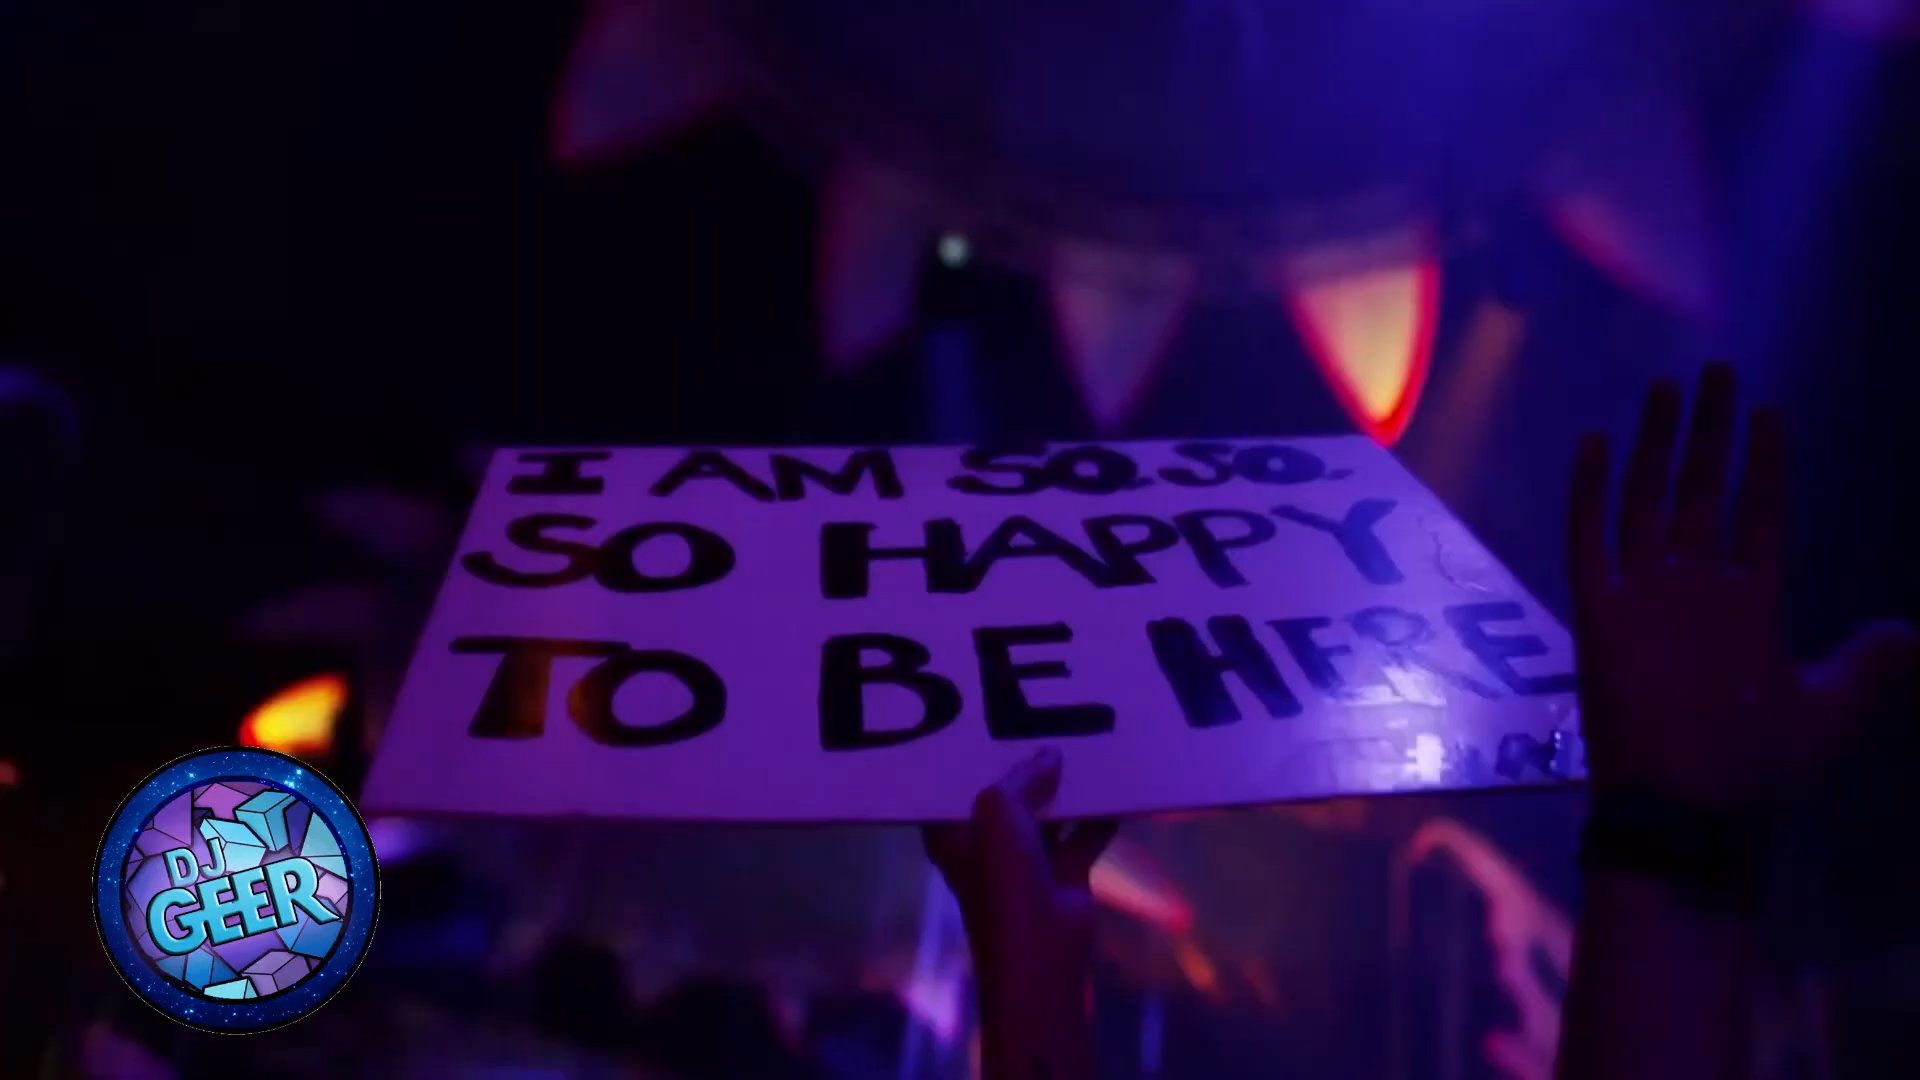 I AM SO.SO.
SO HAPPY
TO BE HERE
DJ
GEER